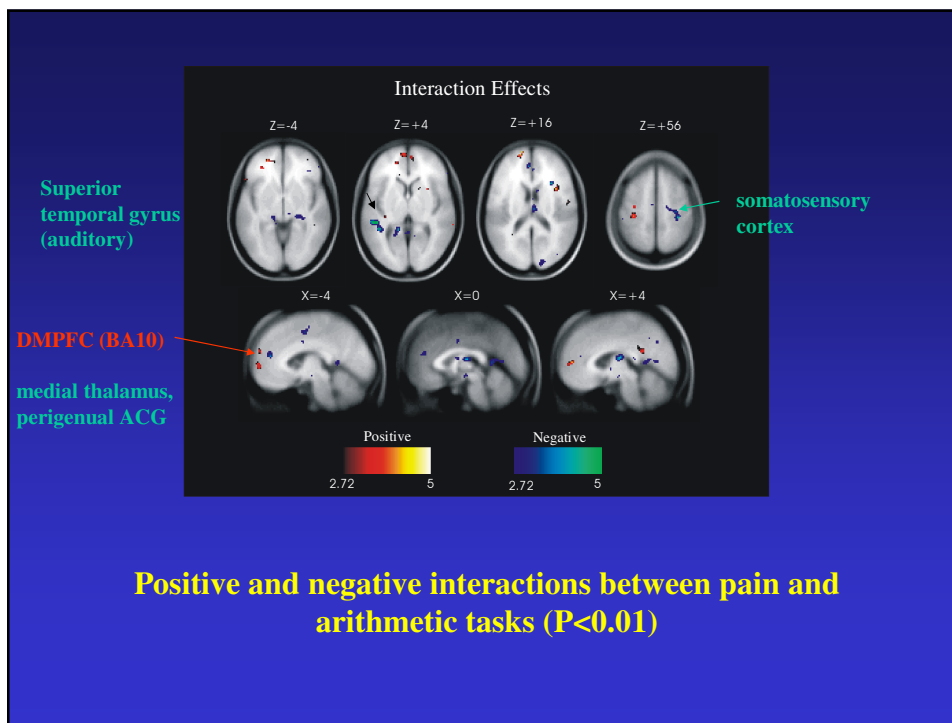 Interaction Effects
Z=-4
Z=+4
Z=+16
Z=+56
Superior
temporal gyrus
(auditory)
somatosensory
cortex
X=-4
X=0
X=+4
DMPFC (BA10)
medial thalamus,
perigenual ACG
Positive
Negative
2.72
5
2.72
5
Positive and negative interactions between pain and
arithmetic tasks (P<0.01)